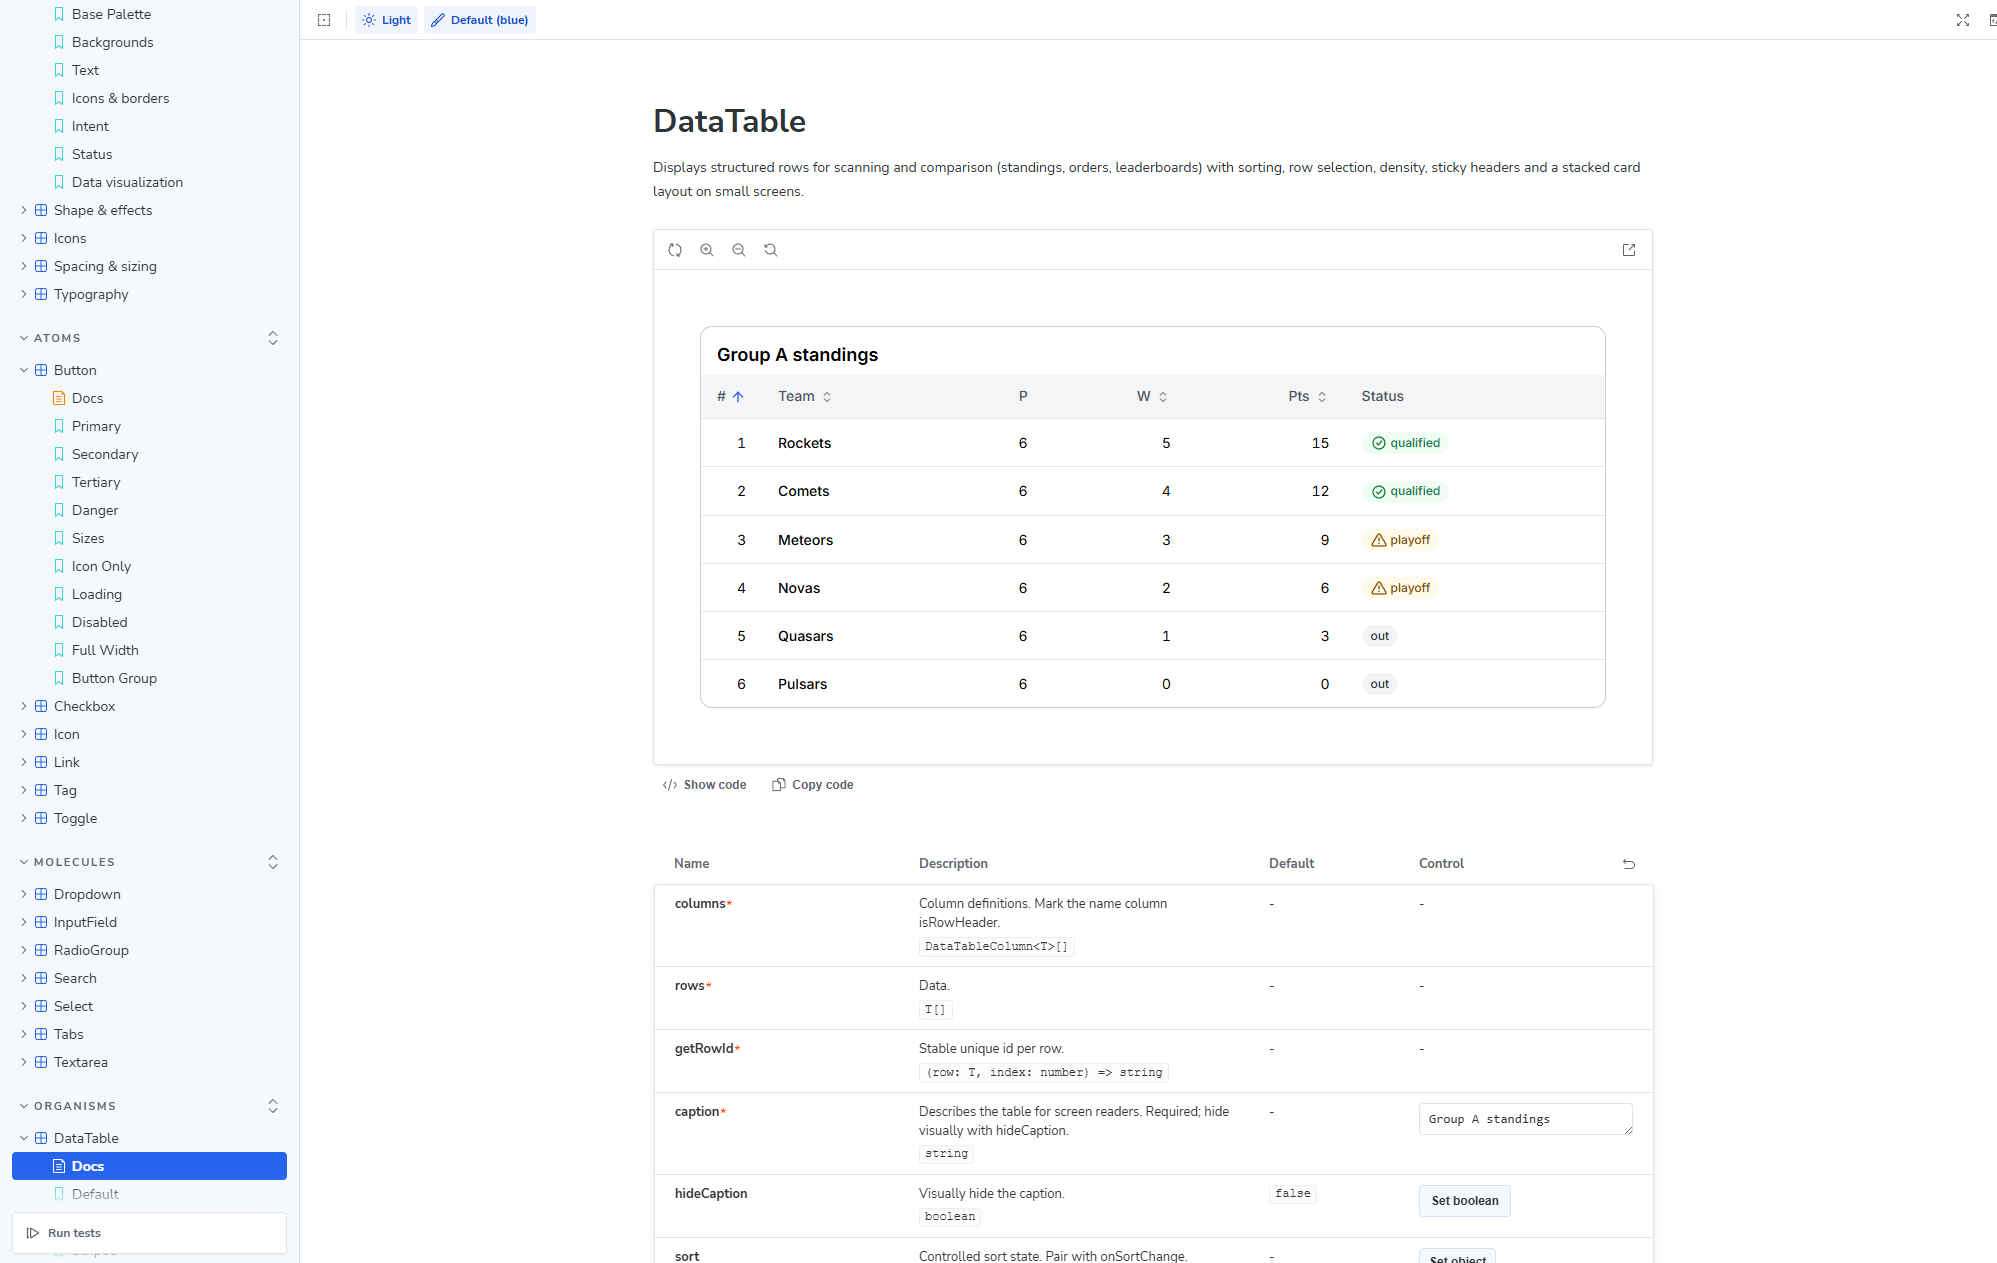 Base Palette
Backgrounds
Text
Icons & borders
Intent
Status
Data visualization
Shape & effects
Icons
Spacing & sizing
Typography
ATOMS
Button
Docs
Primary
Secondary
Tertiary
Danger
Sizes
Icon Only
Loading
Disabled
Full Width
Button Group
Checkbox
Icon
Link
Tag
Toggle
MOLECULES
Dropdown
InputField
RadioGroup
Search
Select
Tabs
Textarea
ORGANISMS
DataTable
Docs
Default
Run tests
Light
Default (blue)
DataTable
Displays structured rows for scanning and comparison (standings, orders, leaderboards) with sorting, row selection, density, sticky headers and a stacked card
layout on small screens.
Group A standings
# Team P W Pts Status
1 Rockets 6 5 15 qualified
2 Comets 6 4 12 qualified
3 Meteors 6 3 9 playoff
4 Novas 6 2 6 playoff
5 Quasars 6 1 3 out
6 Pulsars 6 0 0 out
Show code Copy code
Name Description Default Control
columns* Column definitions. Mark the name column - -
isRowHeader.
DataTableColumn<T>[]
rows* Data. - -
T[]
getRowId* Stable unique id per row. - -
(row: T, index: number) => string
caption* Describes the table for screen readers. Required; hide - Group A standings
visually with hideCaption.
string
hideCaption Visually hide the caption. false Set boolean
boolean
sort Controlled sort state. Pair with onSortChange. - Set object